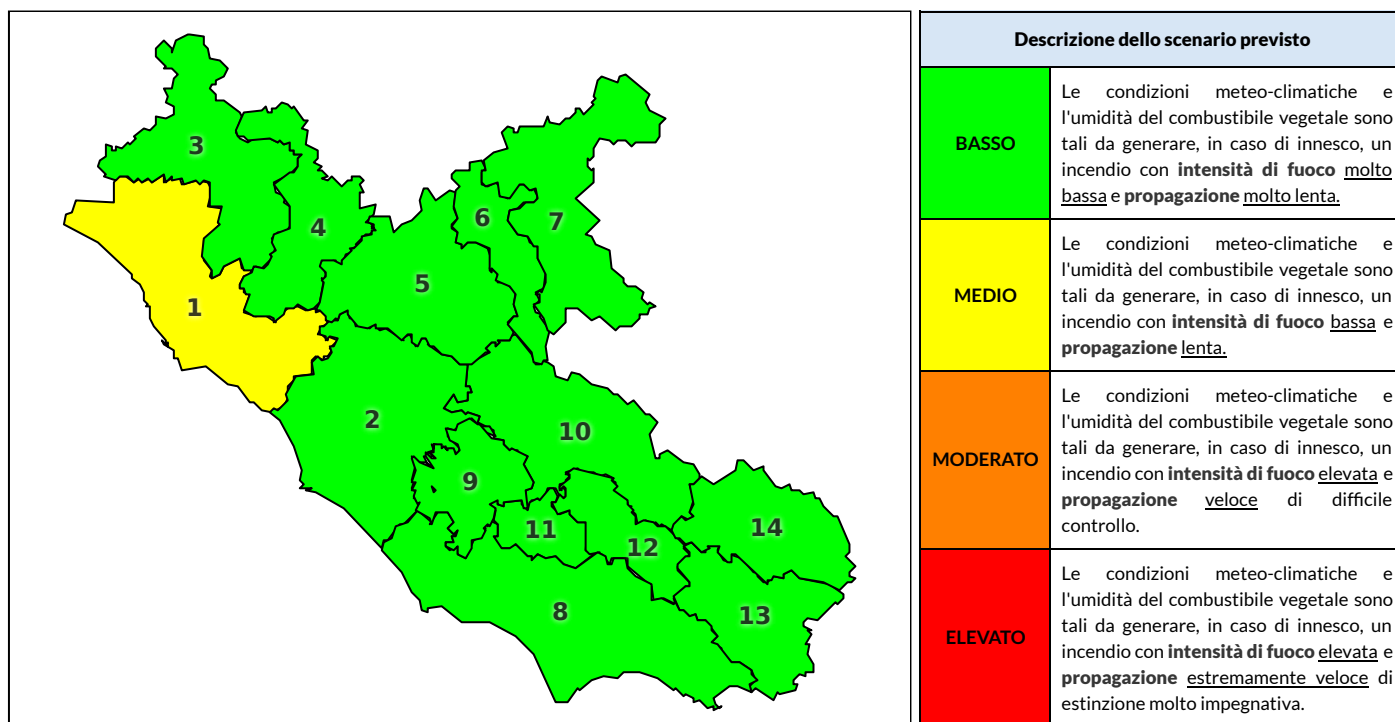 3
4
6
7
5
1
2
10
9
11
12
14
8
13
Descrizione dello scenario previsto
BASSO
Le condizioni meteo-climatiche e
l'umidità del combustibile vegetale sono
tali da generare, in caso di innesco, un
incendio con intensità di fuoco molto
bassa e propagazione molto lenta.
MEDIO
Le condizioni meteo-climatiche e
l'umidità del combustibile vegetale sono
tali da generare, in caso di innesco, un
incendio con intensità di fuoco bassa e
propagazione lenta.
MODERATO
Le condizioni meteo-climatiche e
l'umidità del combustibile vegetale sono
tali da generare, in caso di innesco, un
incendio con intensità di fuoco elevata e
propagazione veloce di difficile
controllo.
ELEVATO
Le condizioni meteo-climatiche e
l'umidità del combustibile vegetale sono
tali da generare, in caso di innesco, un
incendio con intensità di fuoco elevata e
propagazione estremamente veloce di
estinzione molto impegnativa.